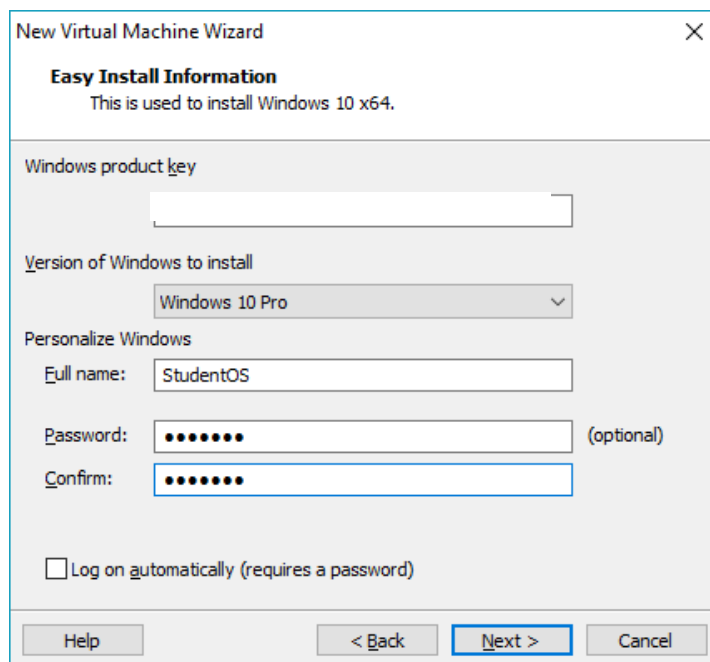 New Virtual Machine Wizard
Easy Install Information
This is used to install Windows 10 x64.
Windows product key
Version of Windows to install
Windows 10 Pro
Personalize Windows
Full name: StudentOS
Password: ●●●●●●● (optional)
Confirm: ●●●●●●●
Log on automatically (requires a password)
Help < Back Next > Cancel